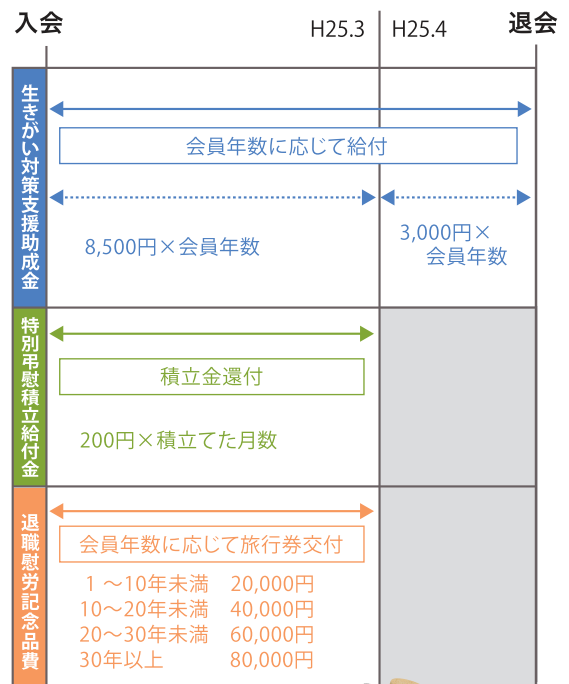 入会
H25.3
H25.4
退会
生きがい対策支援助成金
会員年数に応じて給付
8,500円×会員年数
3,000円×
会員年数
特別弔慰積立給付金
積立金還付
200円×積立てた月数
退職慰労記念品費
会員年数に応じて旅行券交付
1 ～10年未満 20,000円
10～20年未満 40,000円
20～30年未満 60,000円
30年以上 80,000円